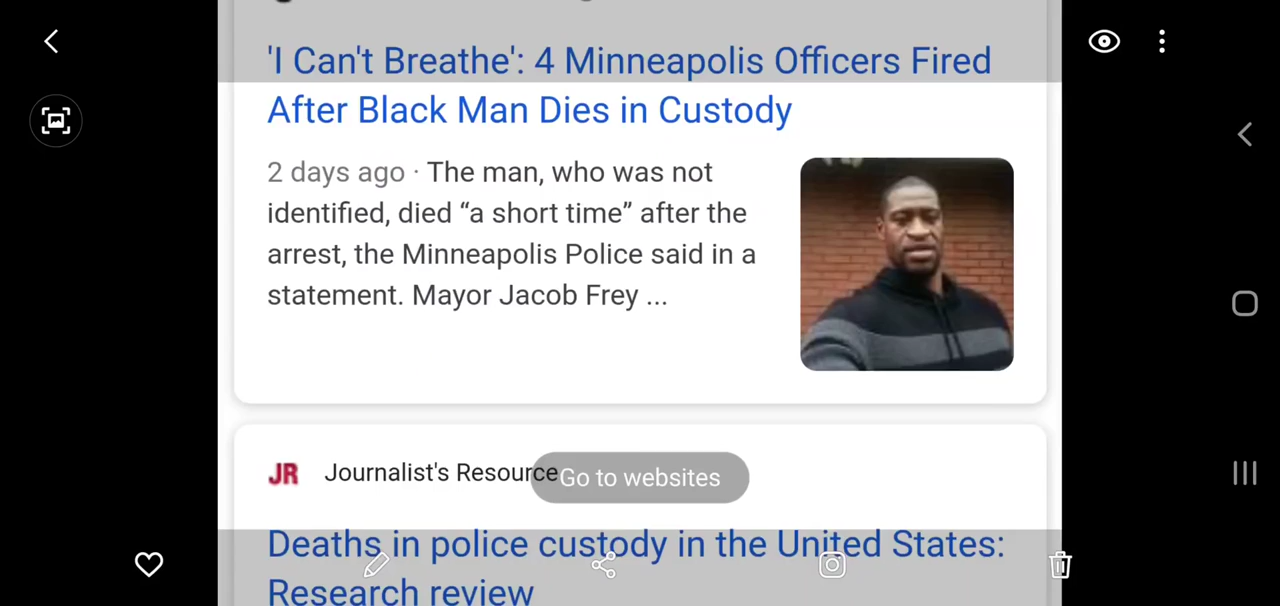 'I Can't Breathe': 4 Minneapolis Officers Fired
After Black Man Dies in Custody
2 days ago · The man, who was not
identified, died “a short time” after the
arrest, the Minneapolis Police said in a
statement. Mayor Jacob Frey ...
JR Journalist's Resource
Go to websites
Deaths in police custody in the United States:
Research review